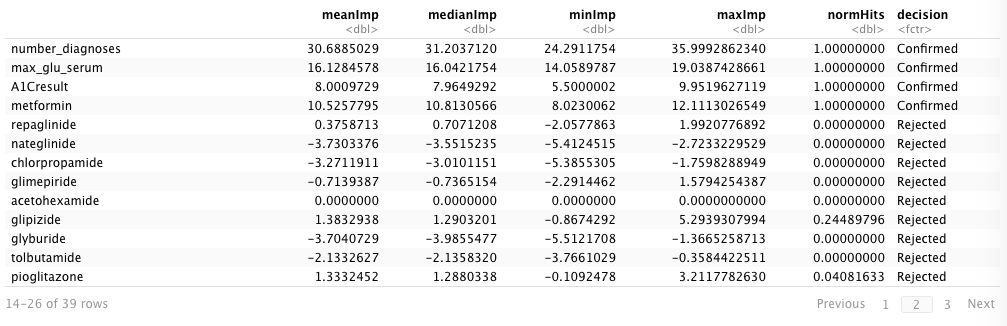 meanImp medianImp minImp maxImp normHits decision
<dbl> <dbl> <dbl> <dbl> <dbl> <fctr>
number_diagnoses 30.6885029 31.2037120 24.2911754 35.9992862340 1.00000000 Confirmed
max_glu_serum 16.1284578 16.0421754 14.0589787 19.0387428661 1.00000000 Confirmed
A1Cresult 8.0009729 7.9649292 5.5000002 9.9519627119 1.00000000 Confirmed
metformin 10.5257795 10.8130566 8.0230062 12.1113026549 1.00000000 Confirmed
repaglinide 0.3758713 0.7071208 −2.0577863 1.9920776892 0.00000000 Rejected
nateglinide −3.7303376 −3.5515235 −5.4124515 −2.7233229529 0.00000000 Rejected
chlorpropamide −3.2711911 −3.0101151 −5.3855305 −1.7598288949 0.00000000 Rejected
glimepiride −0.7139387 −0.7365154 −2.2914462 1.5794254387 0.00000000 Rejected
acetohexamide 0.0000000 0.0000000 0.0000000 0.0000000000 0.00000000 Rejected
glipizide 1.3832938 1.2903201 −0.8674292 5.2939307994 0.24489796 Rejected
glyburide −3.7040729 −3.9855477 −5.5121708 −1.3665258713 0.00000000 Rejected
tolbutamide −2.1332627 −2.1358320 −3.7661029 −0.3584422511 0.00000000 Rejected
pioglitazone 1.3332452 1.2880338 −0.1092478 3.2117782630 0.04081633 Rejected
14–26 of 39 rows Previous 1 2 3 Next